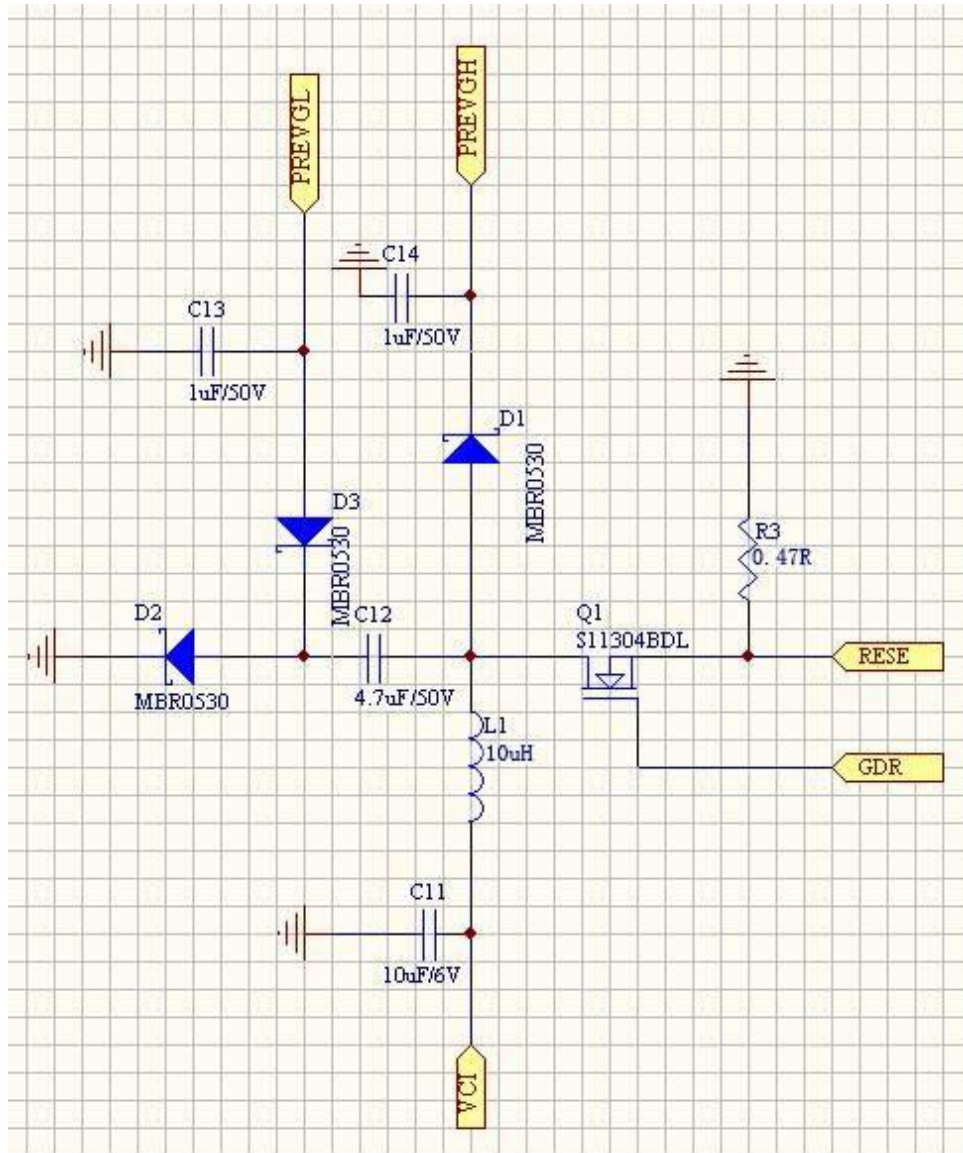 PREVGL
PREVGH
C14
1uF/50V
C13
1uF/50V
D1
MBR0530
D3
MBR0530
R3
0.47R
D2
MBR0530
C12
4.7uF/50V
Q1
S11304BDL
RESE
L1
10uH
GDR
C11
10uF/6V
VCI